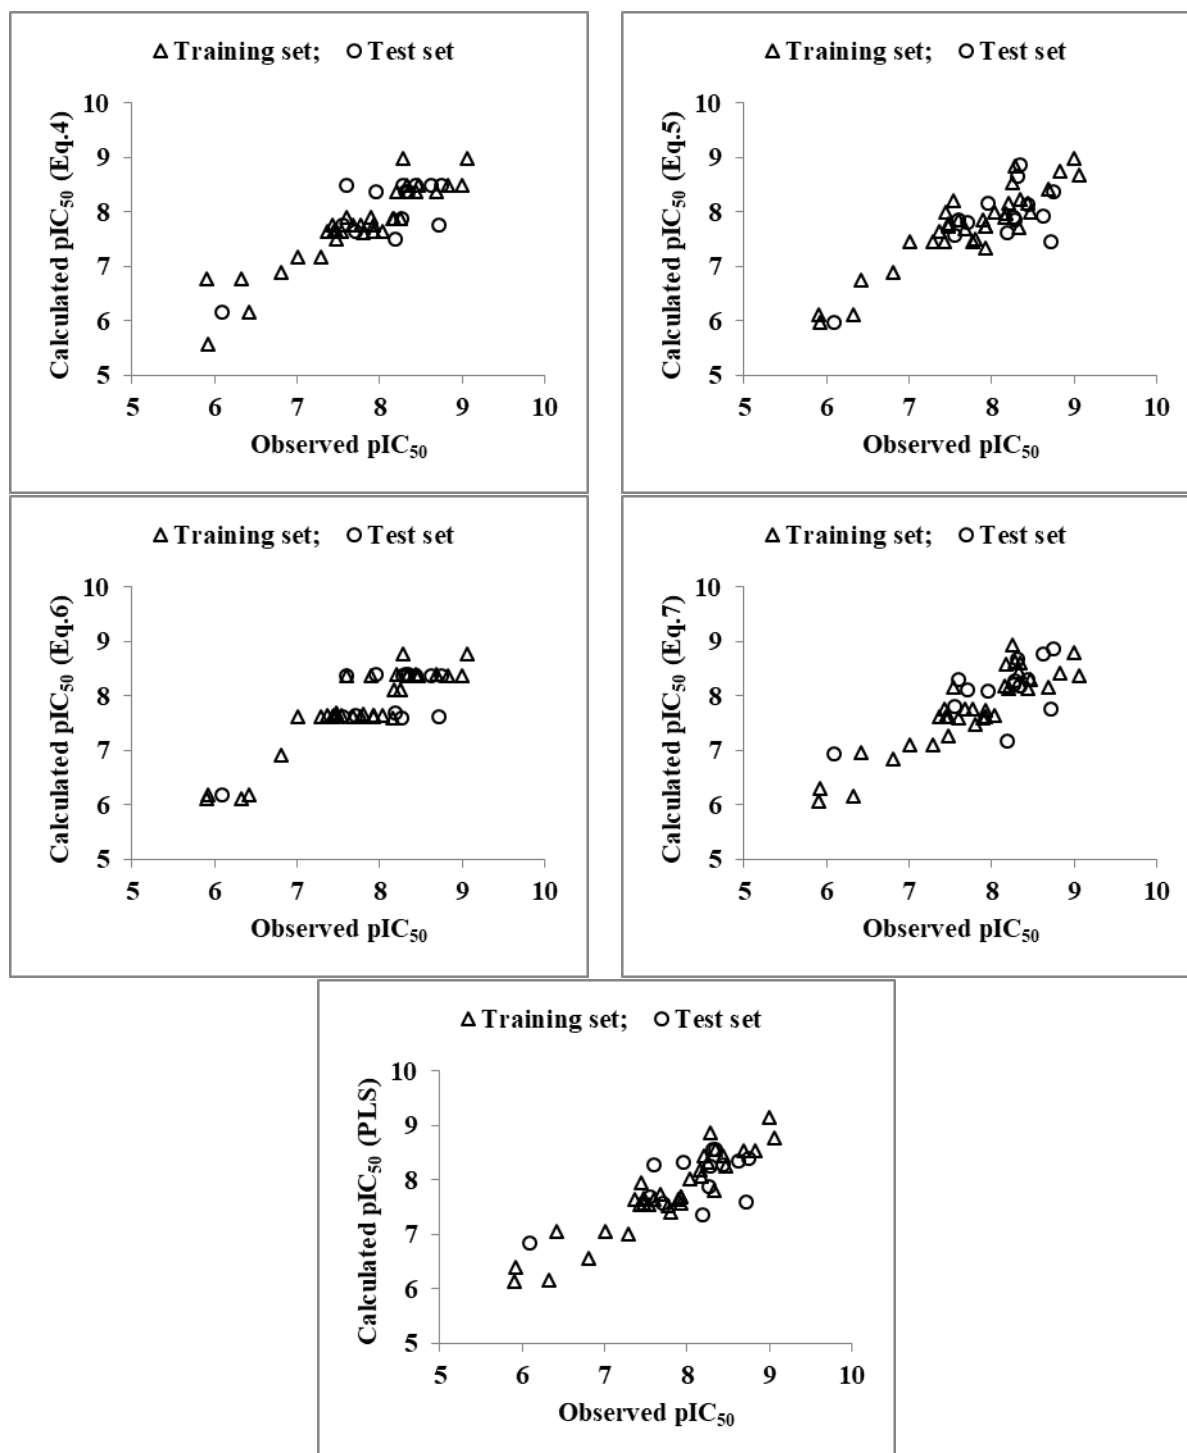 Training set; Test set
Calculated pIC50 (Eq.4)
10
9
8
7
6
5
5 6 7 8 9 10
Observed pIC50
Training set; Test set
Calculated pIC50 (Eq.5)
10
9
8
7
6
5
5 6 7 8 9 10
Observed pIC50
Training set; Test set
Calculated pIC50 (Eq.6)
10
9
8
7
6
5
5 6 7 8 9 10
Observed pIC50
Training set; Test set
Calculated pIC50 (Eq.7)
10
9
8
7
6
5
5 6 7 8 9 10
Observed pIC50
Training set; Test set
Calculated pIC50 (PLS)
10
9
8
7
6
5
5 6 7 8 9 10
Observed pIC50